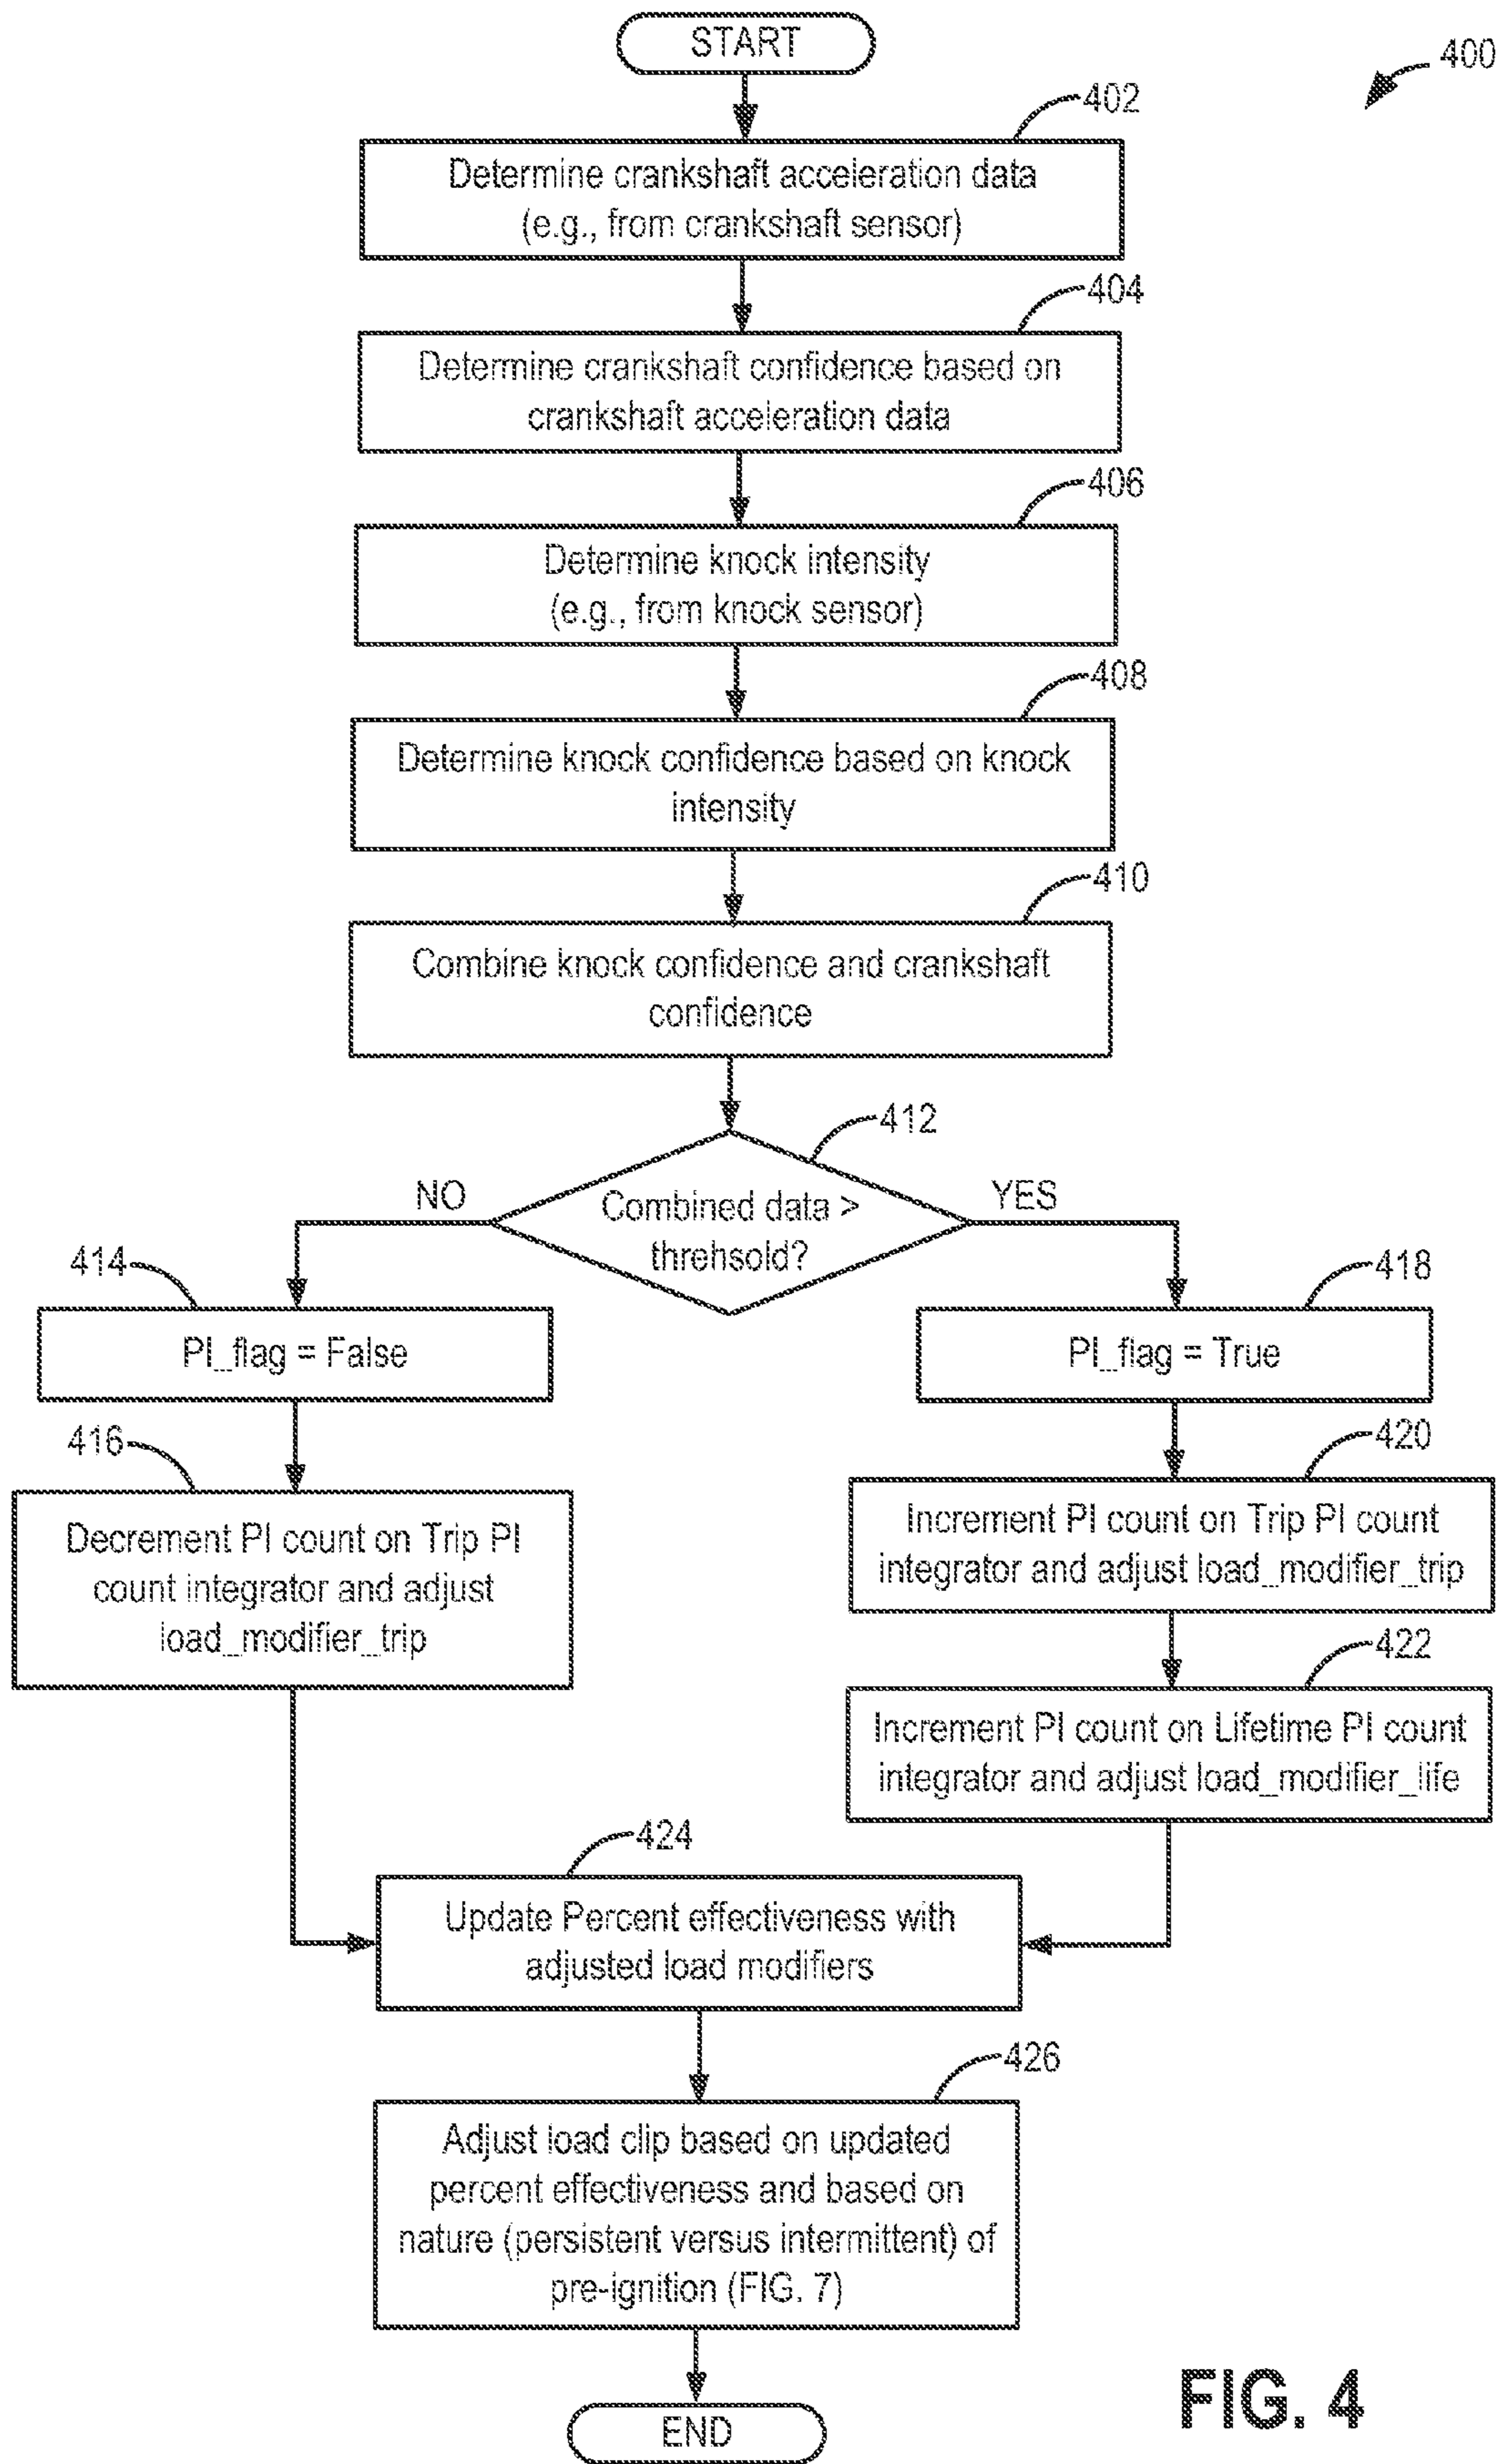 START
400
402
Determine crankshaft acceleration data
(e.g., from crankshaft sensor)
404
Determine crankshaft confidence based on
crankshaft acceleration data
406
Determine knock intensity
(e.g., from knock sensor)
408
Determine knock confidence based on knock
intensity
410
Combine knock confidence and crankshaft
confidence
412
NO
YES
Combined data >
threhsold?
414
PI_flag = False
418
PI_flag = True
416
Decrement PI count on Trip PI
count integrator and adjust
load_modifier_trip
420
Increment PI count on Trip PI count
integrator and adjust load_modifier_trip
422
Increment PI count on Lifetime PI count
integrator and adjust load_modifier_life
424
Update Percent effectiveness with
adjusted load modifiers
426
Adjust load clip based on updated
percent effectiveness and based on
nature (persistent versus intermittent) of
pre-ignition (FIG. 7)
END
FIG. 4